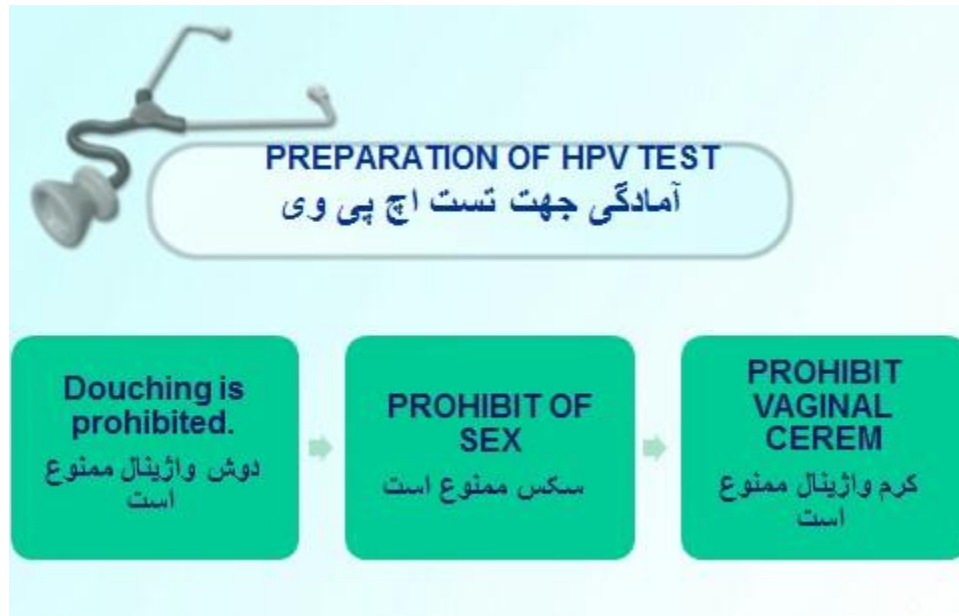 PREPARATION OF HPV TEST
آمادگی جهت تست اچ پی وی
Douching is
prohibited.
دوش واژینال ممنوع
است
PROHIBIT OF
SEX
سکس ممنوع است
PROHIBIT
VAGINAL
CEREM
کرم واژینال ممنوع
است